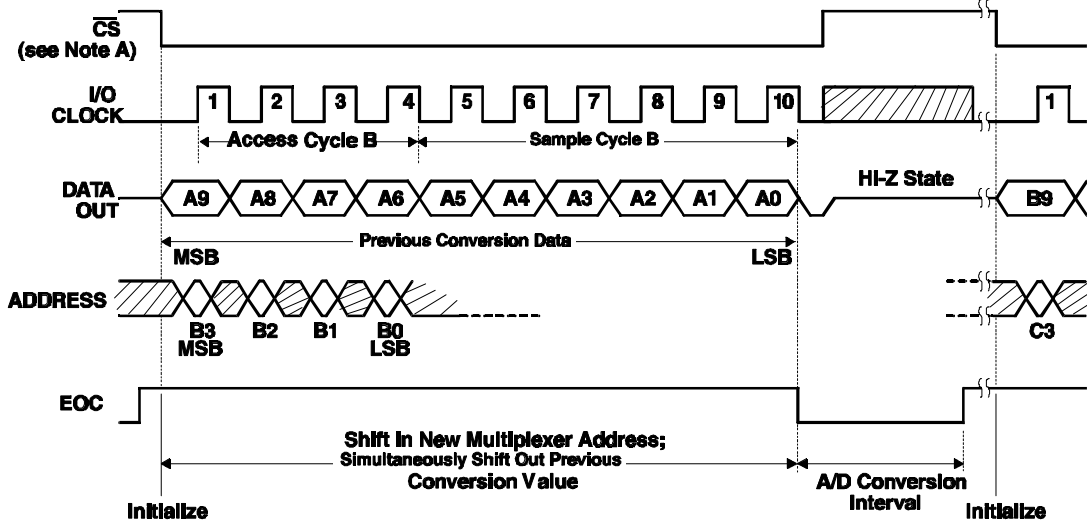 CS
(see Note A)
I/O
CLOCK
1 2 3 4 5 6 7 8 9 10 1
Access Cycle B
Sample Cycle B
DATA
OUT
A9 A8 A7 A6 A5 A4 A3 A2 A1 A0
HI-Z State
B9
Previous Conversion Data
MSB
LSB
ADDRESS
B3 B2 B1 B0 C3
MSB
LSB
EOC
Shift In New Multiplexer Address;
Simultaneously Shift Out Previous
Conversion Value
A/D Conversion
Interval
Initialize
Initialize